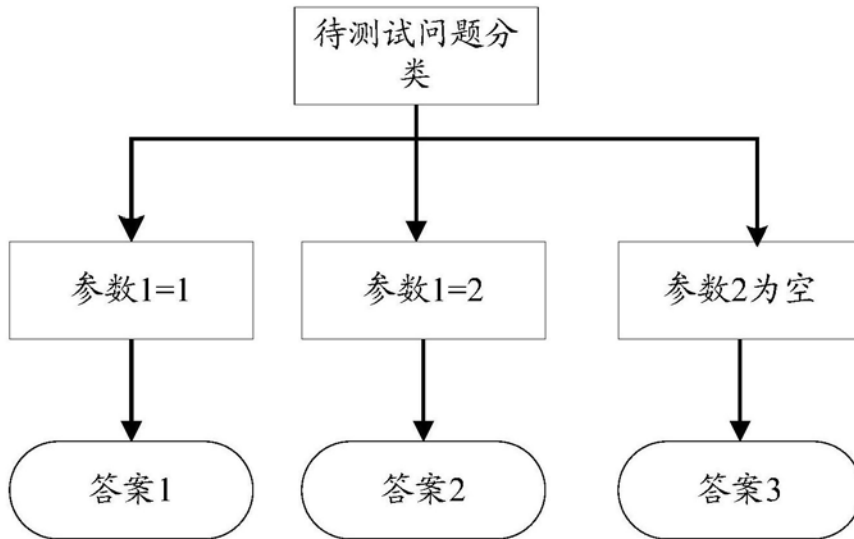 待测试问题分
类
参数1=1
参数1=2
参数2为空
答案1
答案2
答案3